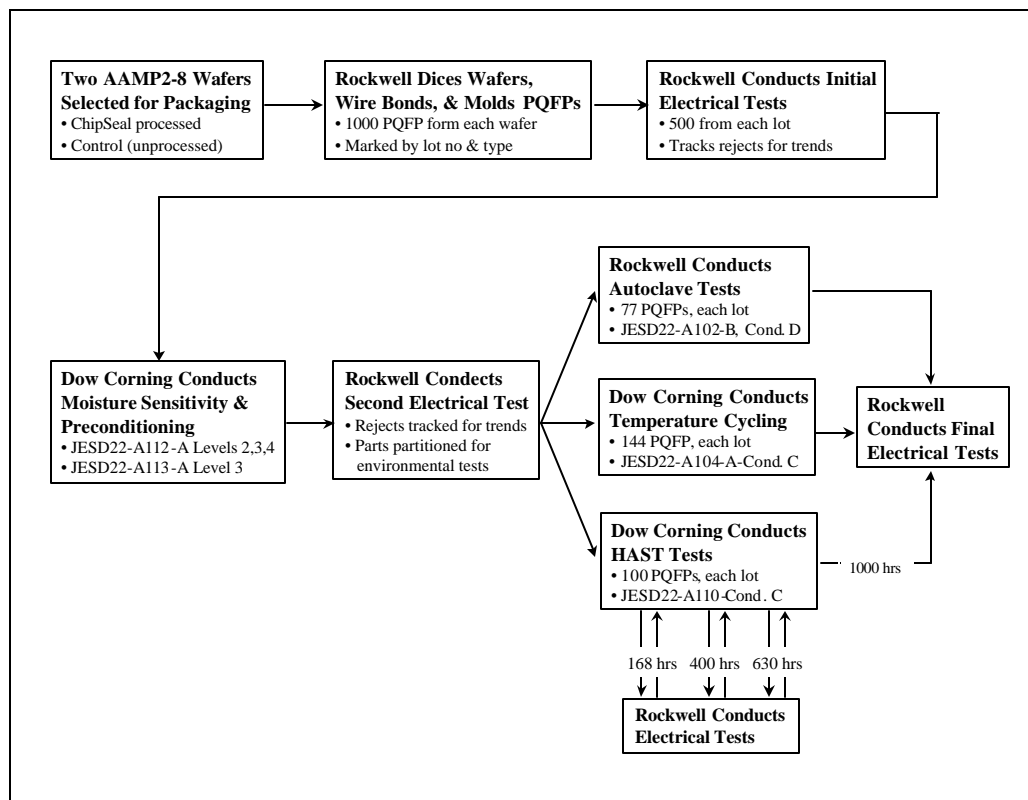 Two AAMP2-8 Wafers
Selected for Packaging
• ChipSeal processed
• Control (unprocessed)
Rockwell Dices Wafers,
Wire Bonds, & Molds PQFPs
• 1000 PQFP form each wafer
• Marked by lot no & type
Rockwell Conducts Initial
Electrical Tests
• 500 from each lot
• Tracks rejects for trends
Dow Corning Conducts
Moisture Sensitivity &
Preconditioning
• JESD22-A112-A Levels 2,3,4
• JESD22-A113-A Level 3
Rockwell Condects
Second Electrical Test
• Rejects tracked for trends
• Parts partitioned for
environmental tests
Rockwell Conducts
Autoclave Tests
• 77 PQFPs, each lot
• JESD22-A102-B, Cond. D
Dow Corning Conducts
Temperature Cycling
• 144 PQFP, each lot
• JESD22-A104-A-Cond. C
Dow Corning Conducts
HAST Tests
• 100 PQFPs, each lot
• JESD22-A110-Cond. C
1000 hrs
Rockwell
Conducts Final
Electrical Tests
168 hrs
400 hrs
630 hrs
Rockwell Conducts
Electrical Tests